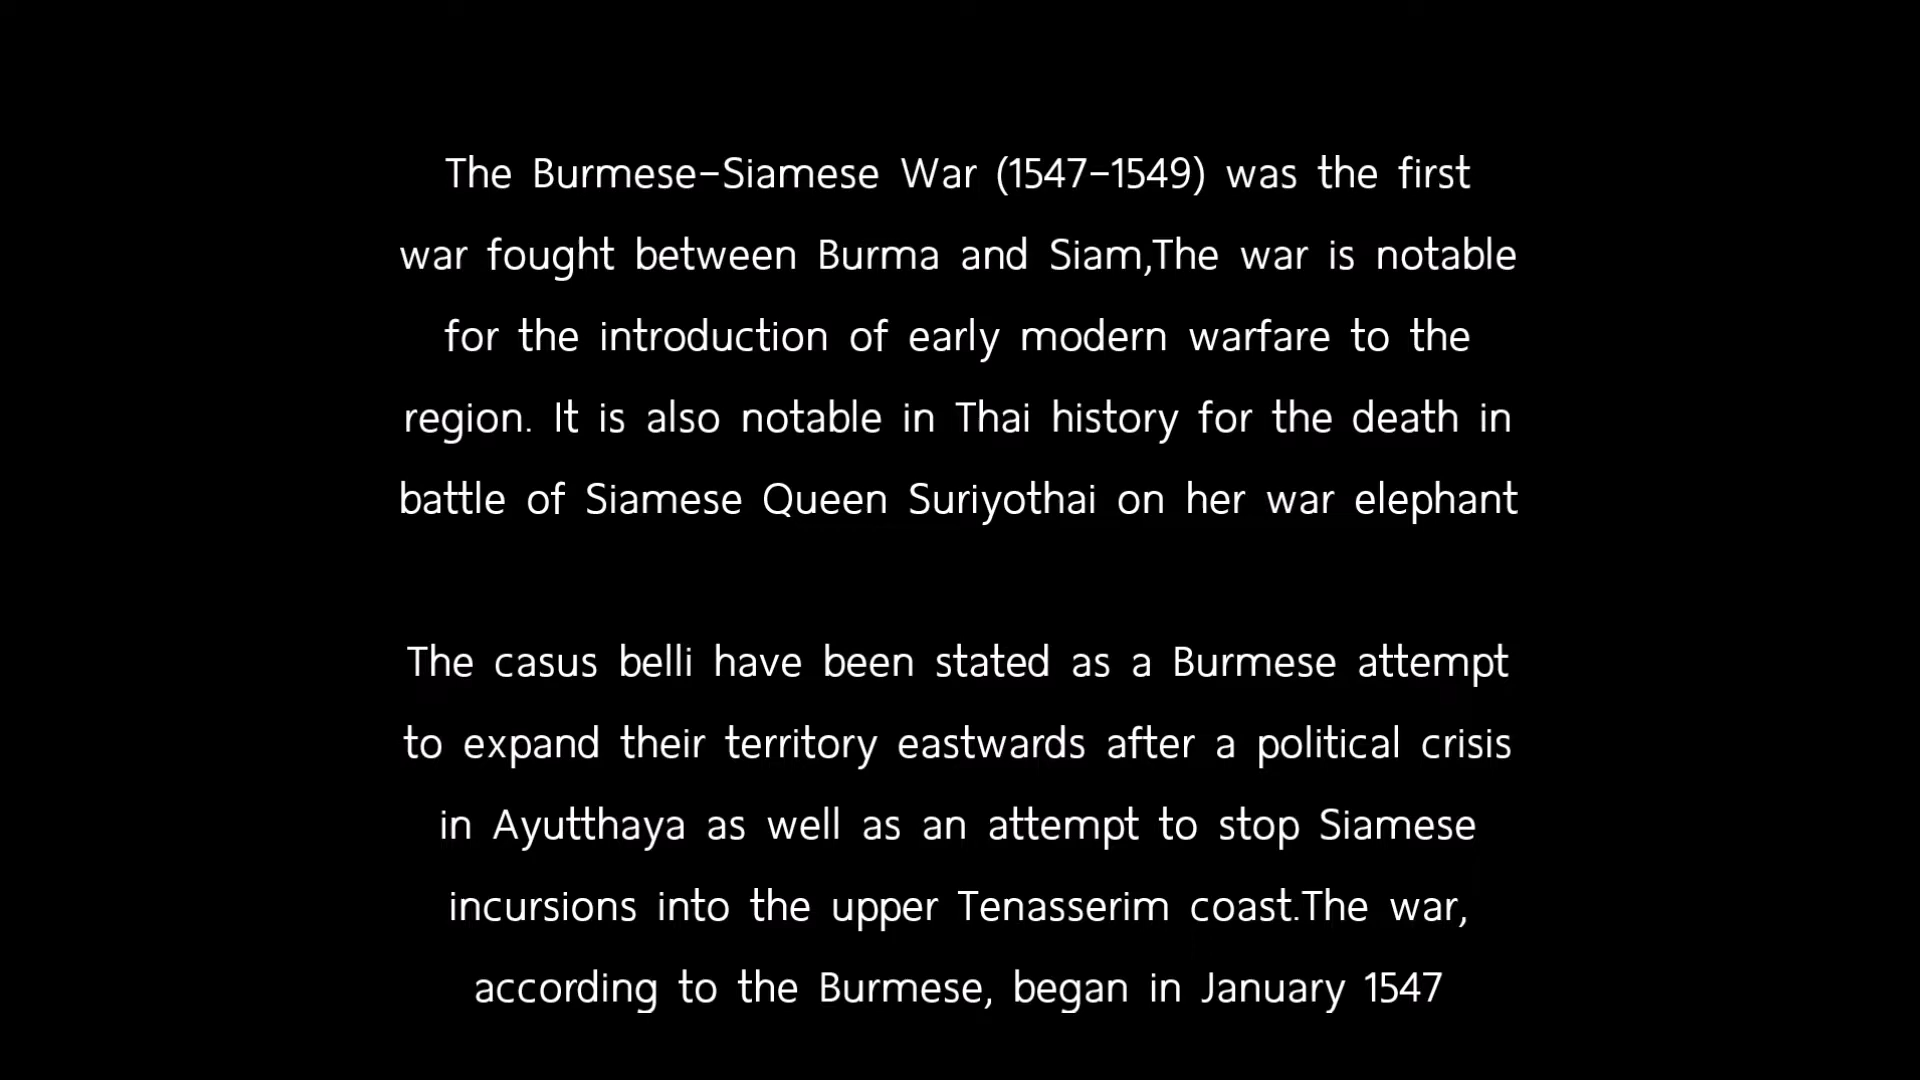 The Burmese–Siamese War (1547–1549) was the first
war fought between Burma and Siam,The war is notable
for the introduction of early modern warfare to the
region. It is also notable in Thai history for the death in
battle of Siamese Queen Suriyothai on her war elephant
The casus belli have been stated as a Burmese attempt
to expand their territory eastwards after a political crisis
in Ayutthaya as well as an attempt to stop Siamese
incursions into the upper Tenasserim coast.The war,
according to the Burmese, began in January 1547